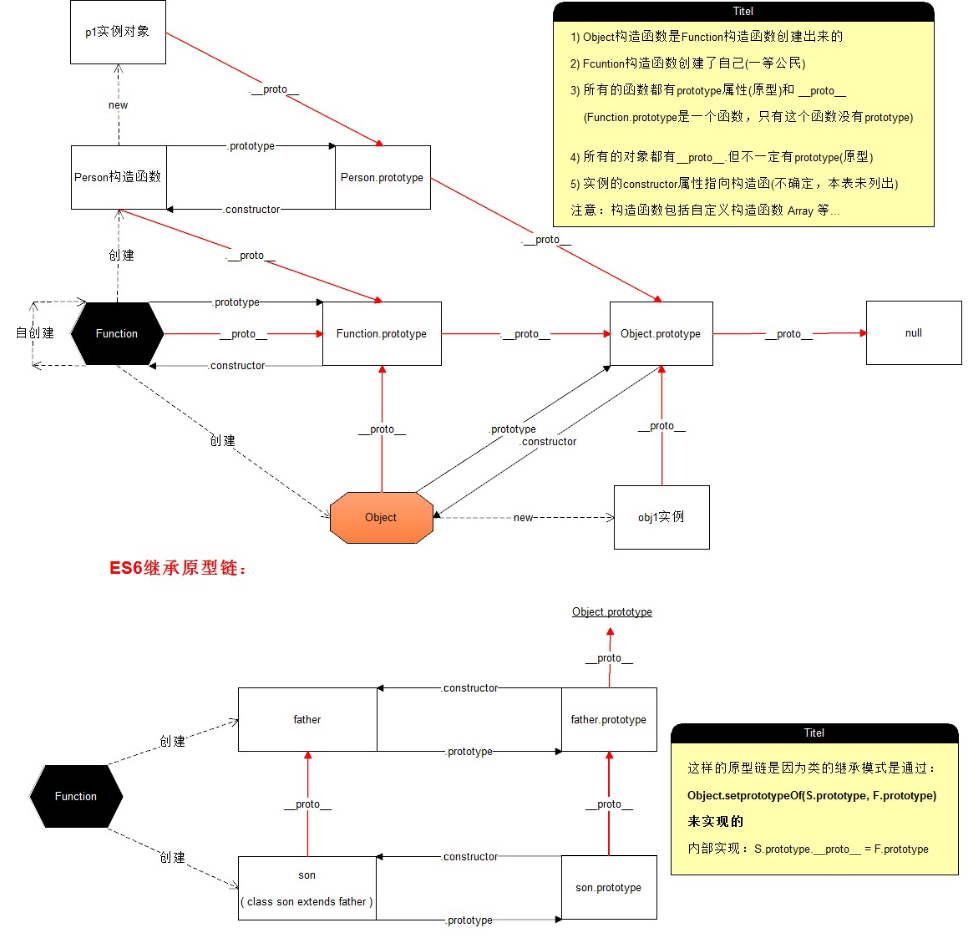 p1实例对象
Titel
1) Object构造函数是Function构造函数创建出来的
2) Fcuntion构造函数创建了自己(一等公民)
3) 所有的函数都有prototype属性(原型)和 __proto__
(Function.prototype是一个函数，只有这个函数没有prototype)
4) 所有的对象都有__proto__.但不一定有prototype(原型)
5) 实例的constructor属性指向构造函(不确定，本表未列出)
注意：构造函数包括自定义构造函数 Array 等...
.__proto__
new
.prototype
Person构造函数
Person.prototype
.constructor
.__proto__
创建
.__proto__
.prototype
自创建
Function
.__proto__
Function.prototype
.__proto__
Object.prototype
.__proto__
null
.constructor
.__proto__
.prototype
.__proto__
创建
.constructor
Object
new
obj1实例
ES6继承原型链：
Object.prototype
.__proto__
.constructor
father
father.prototype
.prototype
创建
Titel
这样的原型链是因为类的继承模式是通过：
Object.setprototypeOf(S.prototype, F.prototype)
来实现的
内部实现：S.prototype.__proto__ = F.prototype
Function
.__proto__
.__proto__
创建
.constructor
son
( class son extends father )
son.prototype
.prototype